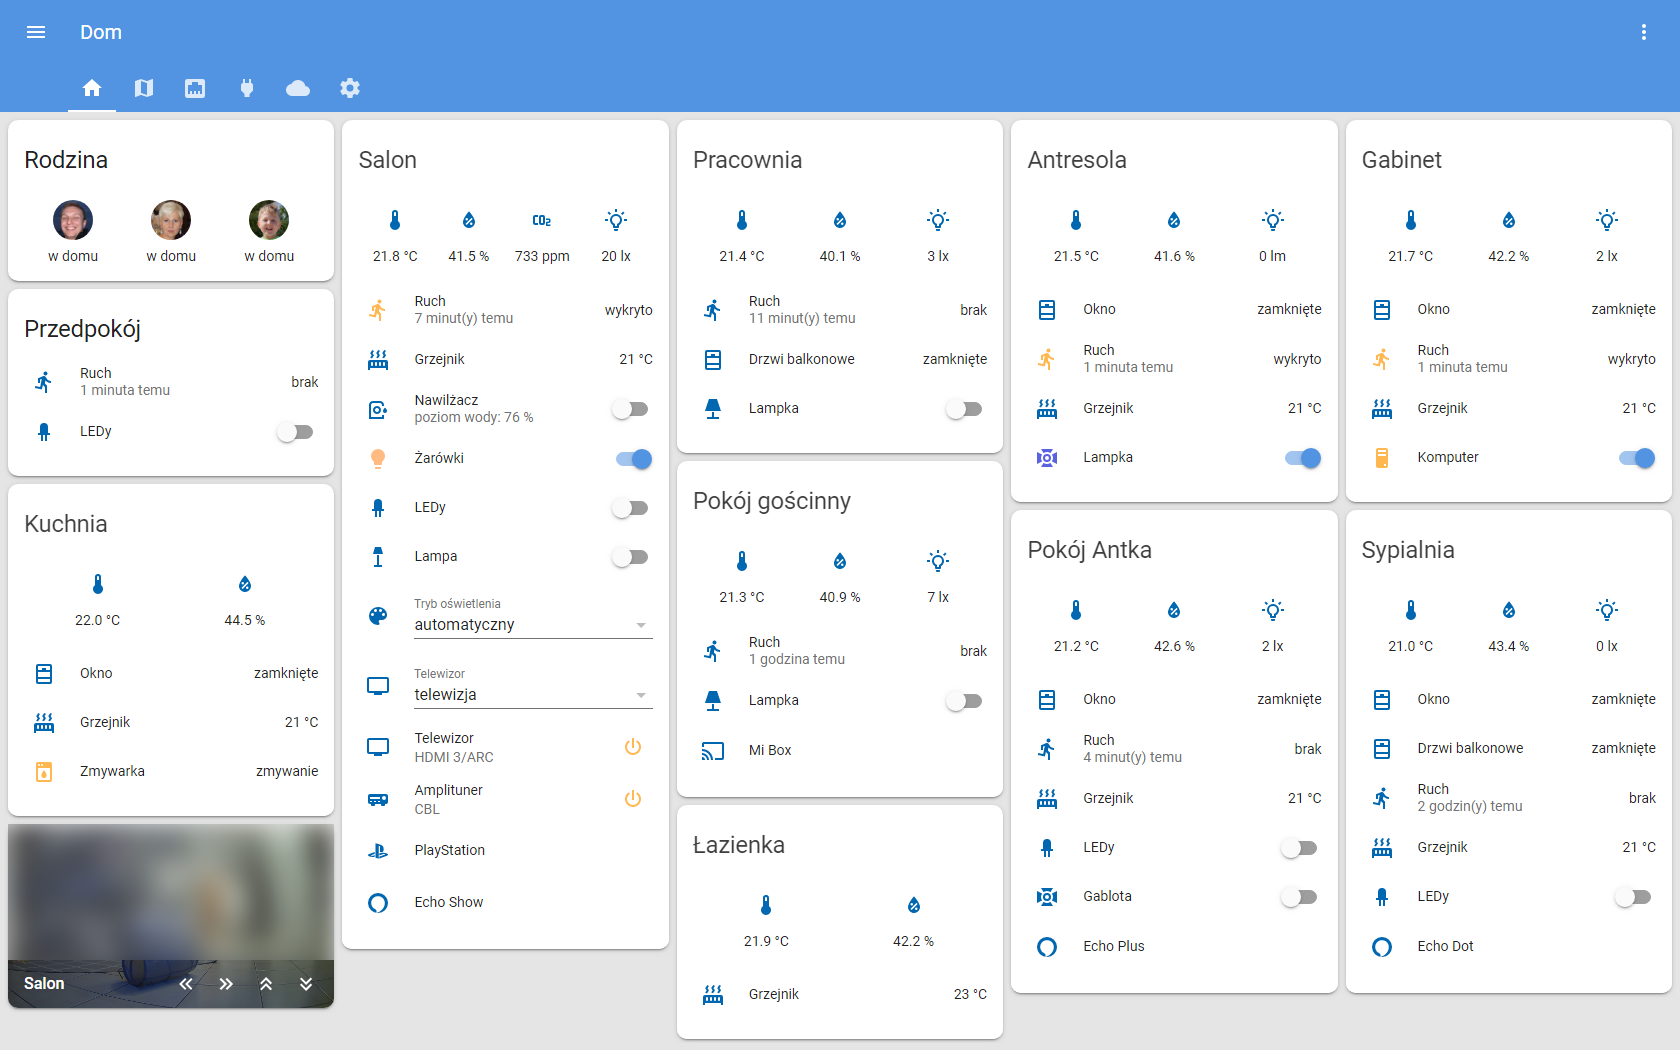 Dom
Rodzina
w domu
w domu
w domu
Przedpokój
Ruch
1 minuta temu
brak
LEDy
Kuchnia
22.0 °C
44.5 %
Okno
zamknięte
Grzejnik
21 °C
Zmywarka
zmywanie
Salon
Salon
21.8 °C
41.5 %
CO2
733 ppm
20 lx
Ruch
7 minut(y) temu
wykryto
Grzejnik
21 °C
Nawilżacz
poziom wody: 76 %
Żarówki
LEDy
Lampa
Tryb oświetlenia
automatyczny
Telewizor
telewizja
Telewizor
HDMI 3/ARC
Amplituner
CBL
PlayStation
Echo Show
Pracownia
21.4 °C
40.1 %
3 lx
Ruch
11 minut(y) temu
brak
Drzwi balkonowe
zamknięte
Lampka
Pokój gościnny
21.3 °C
40.9 %
7 lx
Ruch
1 godzina temu
brak
Lampka
Mi Box
Łazienka
21.9 °C
42.2 %
Grzejnik
23 °C
Antresola
21.5 °C
41.6 %
0 lm
Okno
zamknięte
Ruch
1 minuta temu
wykryto
Grzejnik
21 °C
Lampka
Pokój Antka
21.2 °C
42.6 %
2 lx
Okno
zamknięte
Ruch
4 minut(y) temu
brak
Grzejnik
21 °C
LEDy
Gablota
Echo Plus
Gabinet
21.7 °C
42.2 %
2 lx
Okno
zamknięte
Ruch
1 minuta temu
wykryto
Grzejnik
21 °C
Komputer
Sypialnia
21.0 °C
43.4 %
0 lx
Okno
zamknięte
Drzwi balkonowe
zamknięte
Ruch
2 godzin(y) temu
brak
Grzejnik
21 °C
LEDy
Echo Dot